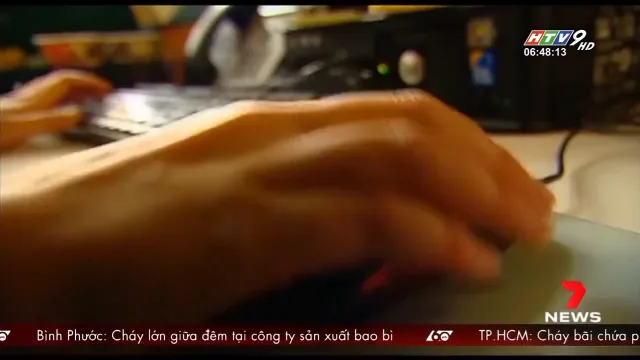 HTV9 HD
06:48:13
7
NEWS
Bình Phước: Cháy lớn giữa đêm tại công ty sản xuất bao bì 60 TP.HCM: Cháy bãi chứa p